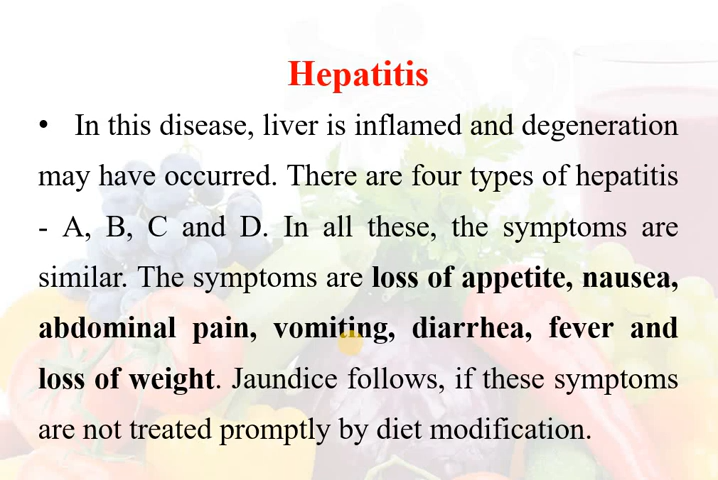 Hepatitis
• In this disease, liver is inflamed and degeneration
may have occurred. There are four types of hepatitis
- A, B, C and D. In all these, the symptoms are
similar. The symptoms are loss of appetite, nausea,
abdominal pain, vomiting, diarrhea, fever and
loss of weight. Jaundice follows, if these symptoms
are not treated promptly by diet modification.